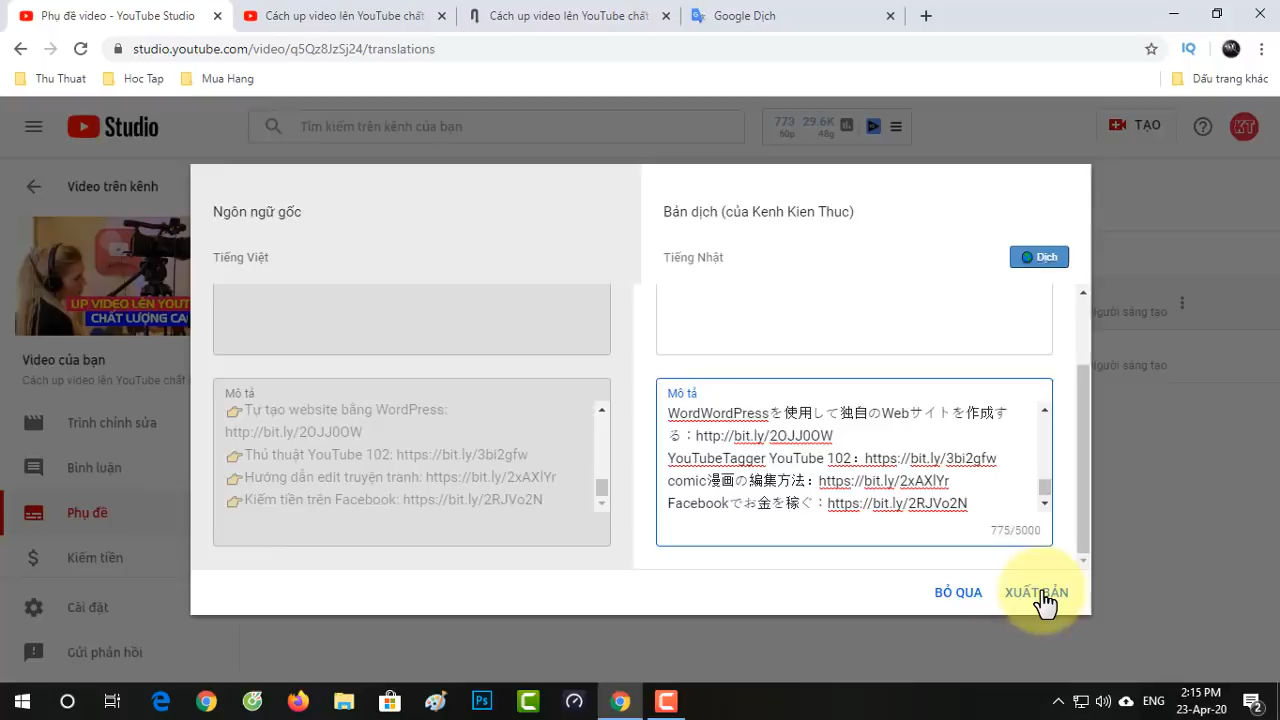 Phụ đề video - YouTube Studio
Cách up video lên YouTube chất
Cách up video lên YouTube chất
Google Dịch
studio.youtube.com/video/q5Qz8JzSj24/translations
IQ
Thu Thuat
Hoc Tap
Mua Hang
Dấu trang khác
Studio
Tìm kiếm trên kênh của bạn
773 29.6K
60p 48g
TẠO
KT
Video trên kênh
UP VIDEO LÊN YOUT
CHẤT LƯỢNG CA
Video của bạn
Cách up video lên YouTube chất l
Trình chỉnh sửa
Bình luận
Phụ đề
Kiếm tiền
Cài đặt
Gửi phản hồi
Ngôn ngữ gốc
Bản dịch (của Kenh Kien Thuc)
Tiếng Việt
Tiếng Nhật
Dịch
Người sáng tạo
Người sáng tạo
Mô tả
👉Tự tạo website bằng WordPress:
http://bit.ly/2OJJ0OW
👉Thủ thuật YouTube 102: https://bit.ly/3bi2gfw
👉Hướng dẫn edit truyện tranh: https://bit.ly/2xAXlYr
👉Kiếm tiền trên Facebook: https://bit.ly/2RJVo2N
Mô tả
WordWordPressを使用して独自のWebサイトを作成す
る：http://bit.ly/2OJJ0OW
YouTubeTagger YouTube 102：https://bit.ly/3bi2gfw
comic漫画の編集方法：https://bit.ly/2xAXlYr
Facebookでお金を稼ぐ：https://bit.ly/2RJVo2N
775/5000
BỎ QUA
XUẤT BẢN
ENG
2:15 PM
23-Apr-20
2